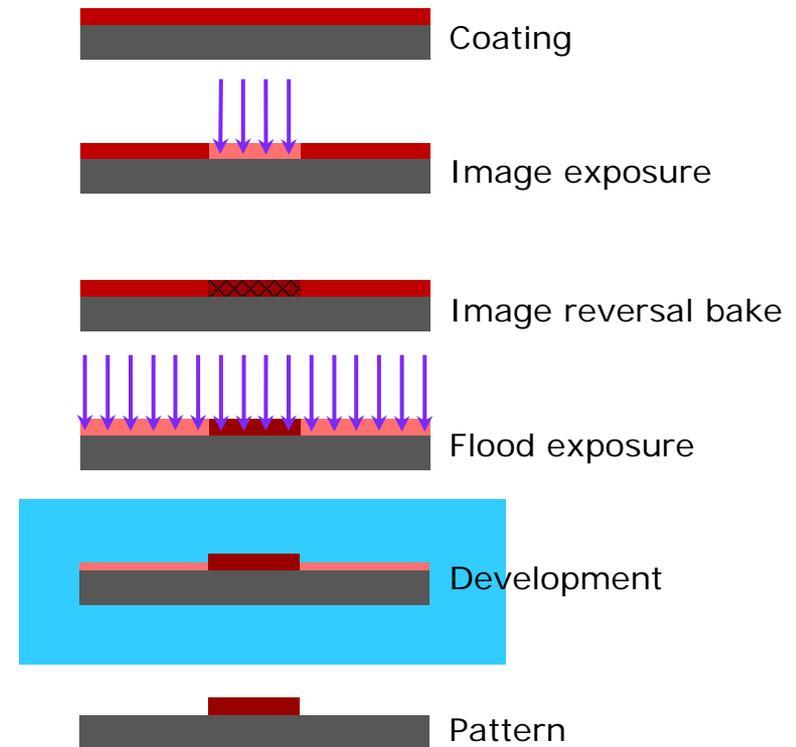 Coating
Image exposure
Image reversal bake
Flood exposure
Development
Pattern